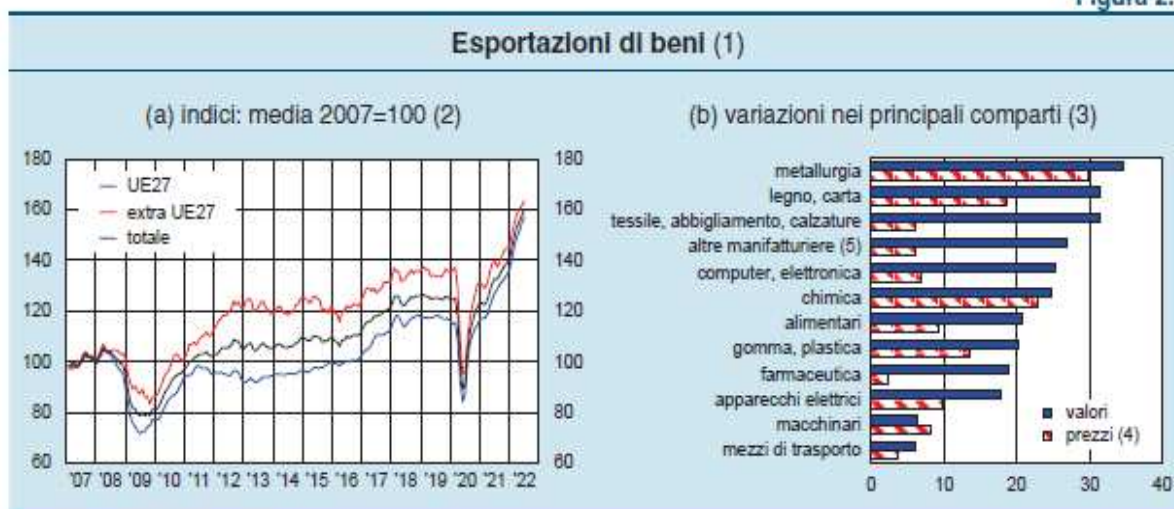 Figura 2.
Esportazioni di beni (1)
(a) indici: media 2007=100 (2)
180
160
140
120
100
80
60
UE27
extra UE27
totale
180
160
140
120
100
80
60
'07 '08 '09 '10 '11 '12 '13 '14 '15 '16 '17 '18 '19 '20 '21 '22
(b) variazioni nei principali comparti (3)
metallurgia
legno, carta
tessile, abbigliamento, calzature
altre manifatturiere (5)
computer, elettronica
chimica
alimentari
gomma, plastica
farmaceutica
apparecchi elettrici
macchinari
mezzi di trasporto
valori
prezzi (4)
0 10 20 30 40